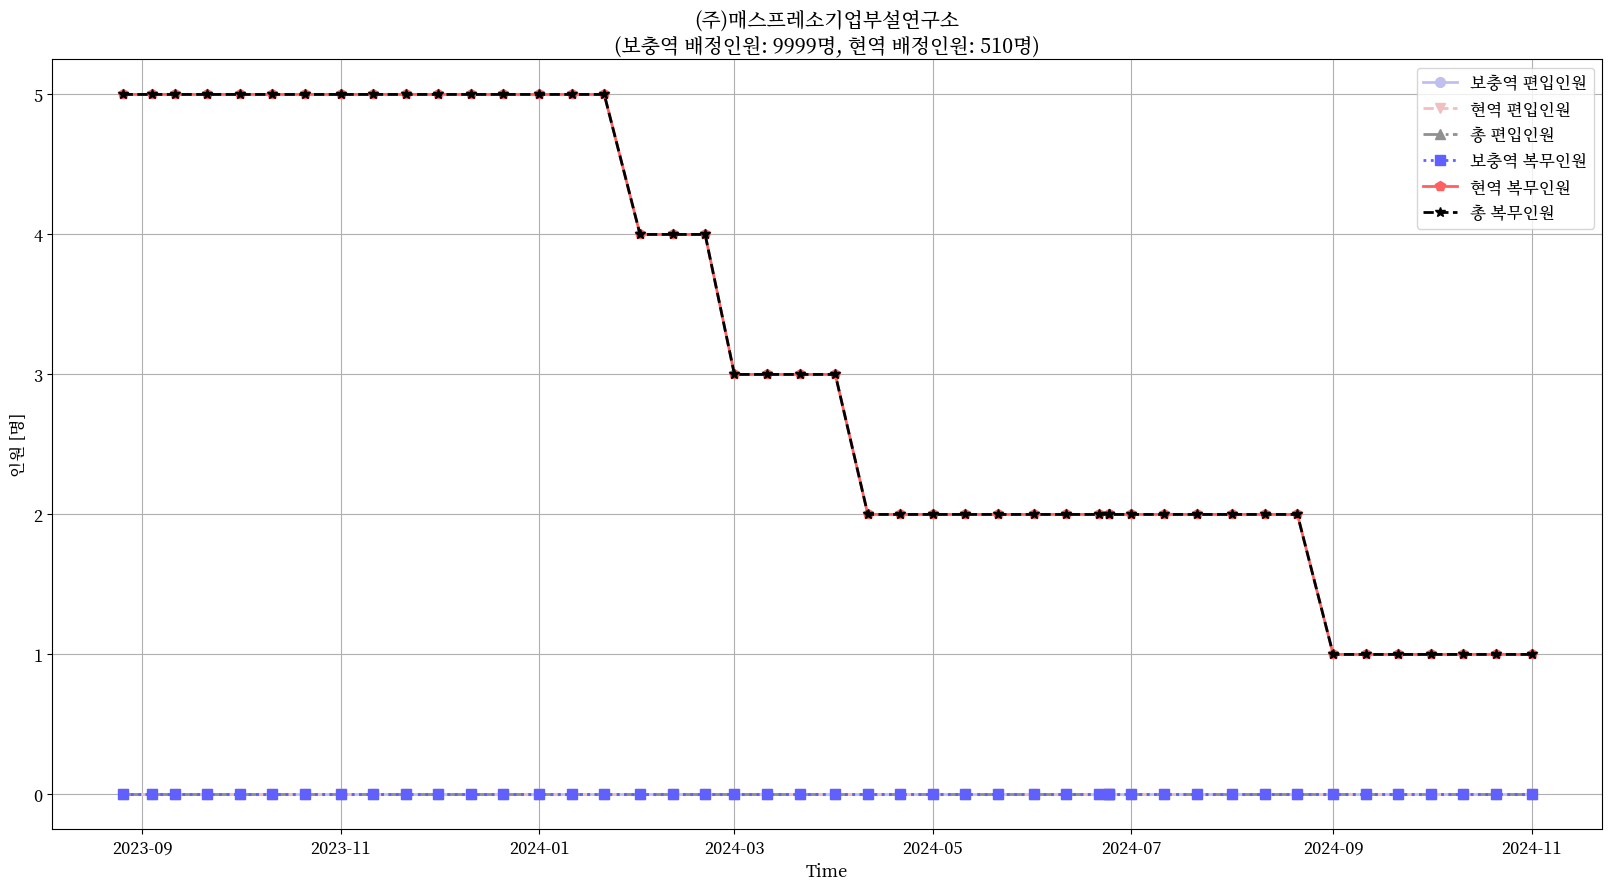 (주)매스프레소기업부설연구소
(보충역 배정인원: 9999명, 현역 배정인원: 510명)
보충역 편입인원
현역 편입인원
총 편입인원
보충역 복무인원
현역 복무인원
총 복무인원
인원 [명]
5
4
3
2
1
0
2023-09
2023-11
2024-01
2024-03
2024-05
2024-07
2024-09
2024-11
Time